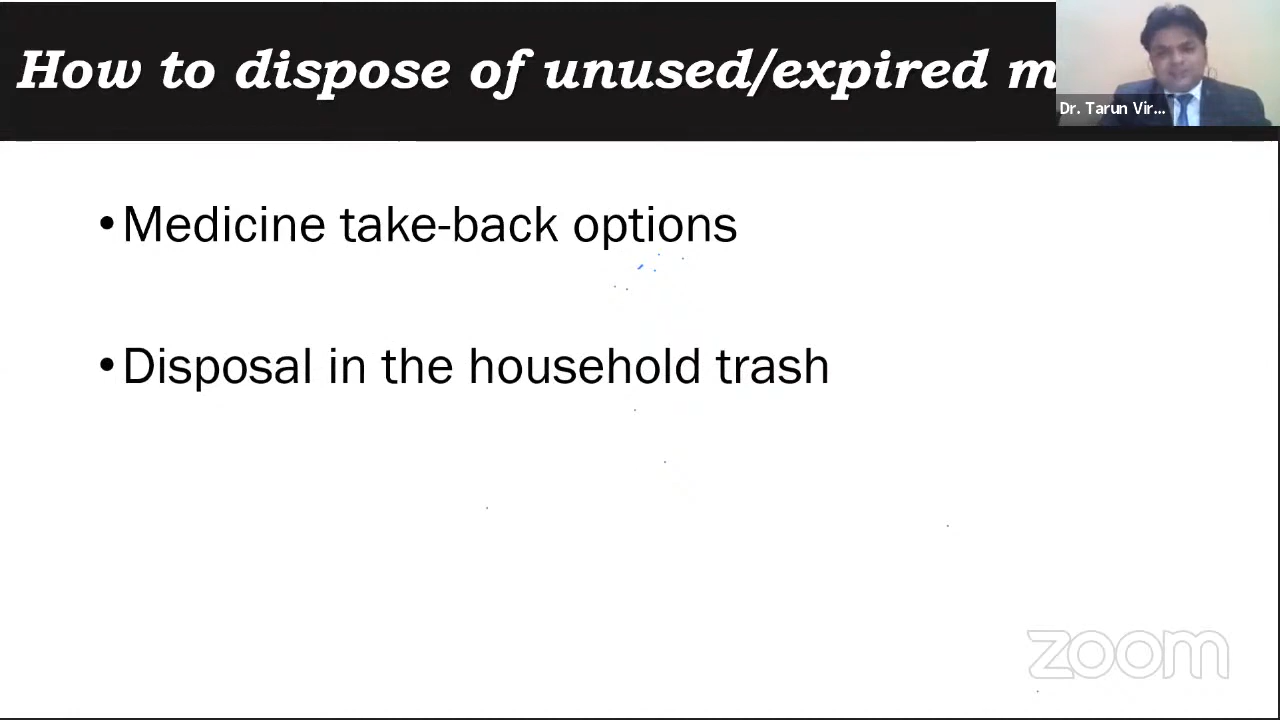 How to dispose of unused/expired m
Dr. Tarun Vir...
• Medicine take-back options
• Disposal in the household trash
zoom